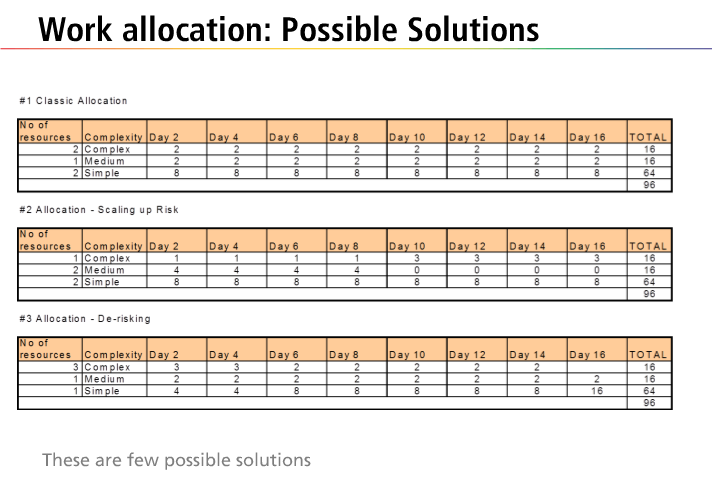 Work allocation: Possible Solutions
#1 Classic Allocation
No of resources Complexity Day 2 Day 4 Day 6 Day 8 Day 10 Day 12 Day 14 Day 16 TOTAL
2 Complex 2 2 2 2 2 2 2 2 16
1 Medium 2 2 2 2 2 2 2 2 16
2 Simple 8 8 8 8 8 8 8 8 64
96
#2 Allocation - Scaling up Risk
No of resources Complexity Day 2 Day 4 Day 6 Day 8 Day 10 Day 12 Day 14 Day 16 TOTAL
1 Complex 1 1 1 1 3 3 3 3 16
2 Medium 4 4 4 4 0 0 0 0 16
2 Simple 8 8 8 8 8 8 8 8 64
96
#3 Allocation - De-risking
No of resources Complexity Day 2 Day 4 Day 6 Day 8 Day 10 Day 12 Day 14 Day 16 TOTAL
3 Complex 3 3 2 2 2 2 2 16
1 Medium 2 2 2 2 2 2 2 2 16
1 Simple 4 4 8 8 8 8 8 16 64
96
These are few possible solutions